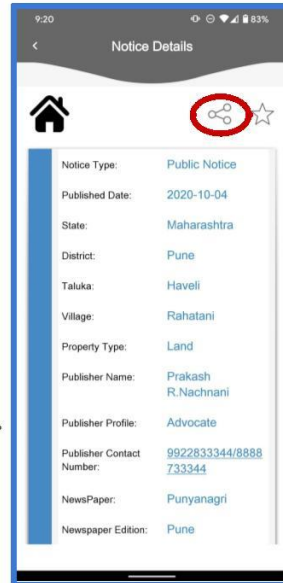 9:20 83%
Notice Details
Notice Type: Public Notice
Published Date: 2020-10-04
State: Maharashtra
District: Pune
Taluka: Haveli
Village: Rahatani
Property Type: Land
Publisher Name: Prakash
R.Nachnani
Publisher Profile: Advocate
Publisher Contact 9922833344/8888
Number: 733344
NewsPaper: Punyanagri
Newspaper Edition: Pune